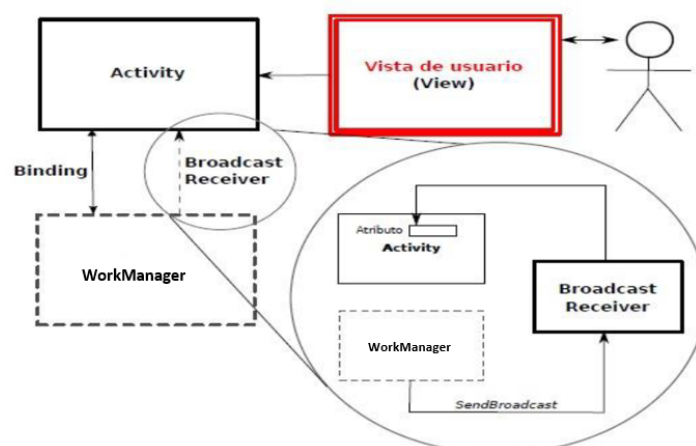 Activity
Vista de usuario
(View)
Binding
Broadcast
Receiver
WorkManager
Atributo
Activity
Broadcast
Receiver
WorkManager
SendBroadcast